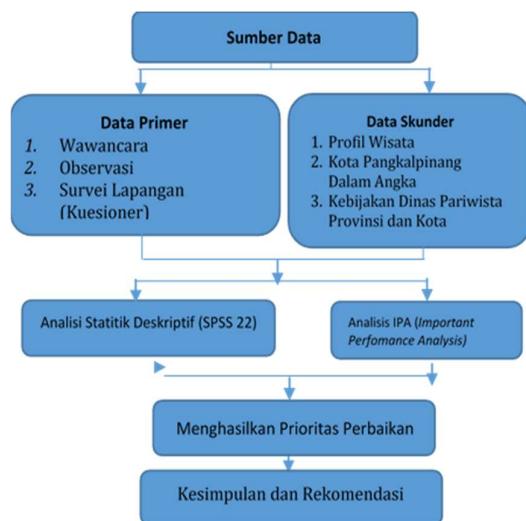 Sumber Data
Data Primer
1. Wawancara
2. Observasi
3. Survei Lapangan
(Kuesioner)
Data Skunder
1. Profil Wisata
2. Kota Pangkalpinang
Dalam Angka
3. Kebijakan Dinas Pariwista
Provinsi dan Kota
Analisi Statitik Deskriptif (SPSS 22)
Analisis IPA (Important
Perfomance Analysis)
Menghasilkan Prioritas Perbaikan
Kesimpulan dan Rekomendasi